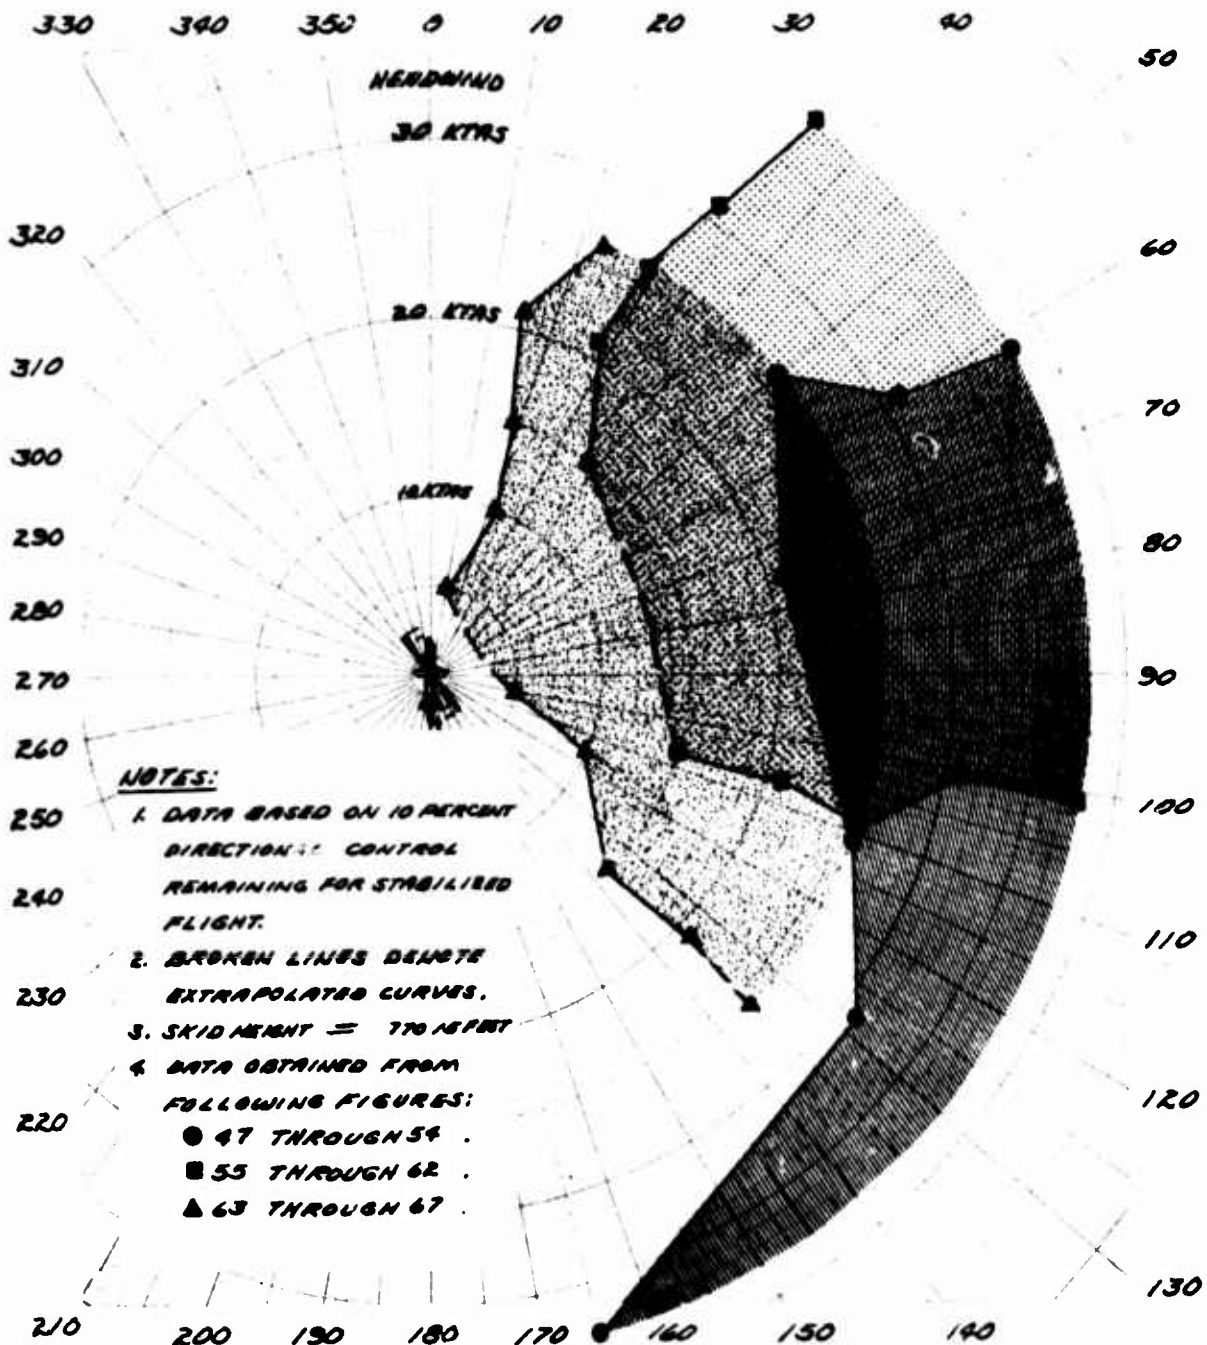 330 340 350 0 10 20 30 40
50
HEADWIND
30 KTAS
320
60
20 KTAS
310
70
300
10 KTAS
290
80
280
270
90
260
NOTES:
250
100
1. DATA BASED ON 10 PERCENT
DIRECTION CONTROL
240
REMAINING FOR STABILIZED
FLIGHT.
110
2. BROKEN LINES DENOTE
230
EXTRAPOLATED CURVES.
3. SKID HEIGHT = FEET
4. DATA OBTAINED FROM
FOLLOWING FIGURES:
120
220
47 THROUGH 54 .
55 THROUGH 62 .
63 THROUGH 67 .
130
210 200 190 180 170 160 150 140